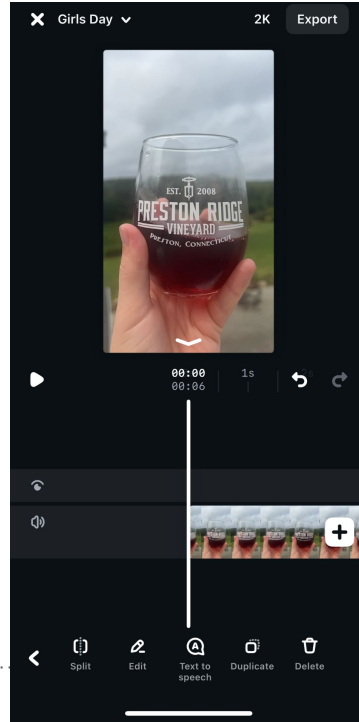 Girls Day
2K
Export
EST. 2008
PRESTON RIDGE
VINEYARD
PRESTON, CONNECTICUT
00:00
00:06
1s
Split
Edit
Text to
speech
Duplicate
Delete